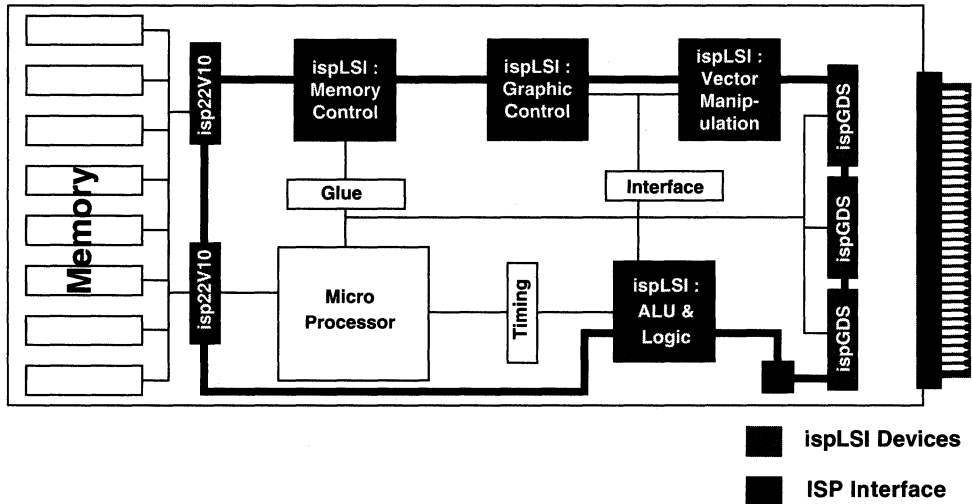 Memory
isp22V10
isp22V10
ispLSI :
Memory
Control
ispLSI :
Graphic
Control
ispLSI :
Vector
Manip-
ulation
ispGDS
ispGDS
ispGDS
Glue
Interface
Micro
Processor
Timing
ispLSI :
ALU &
Logic
ispLSI Devices
ISP Interface